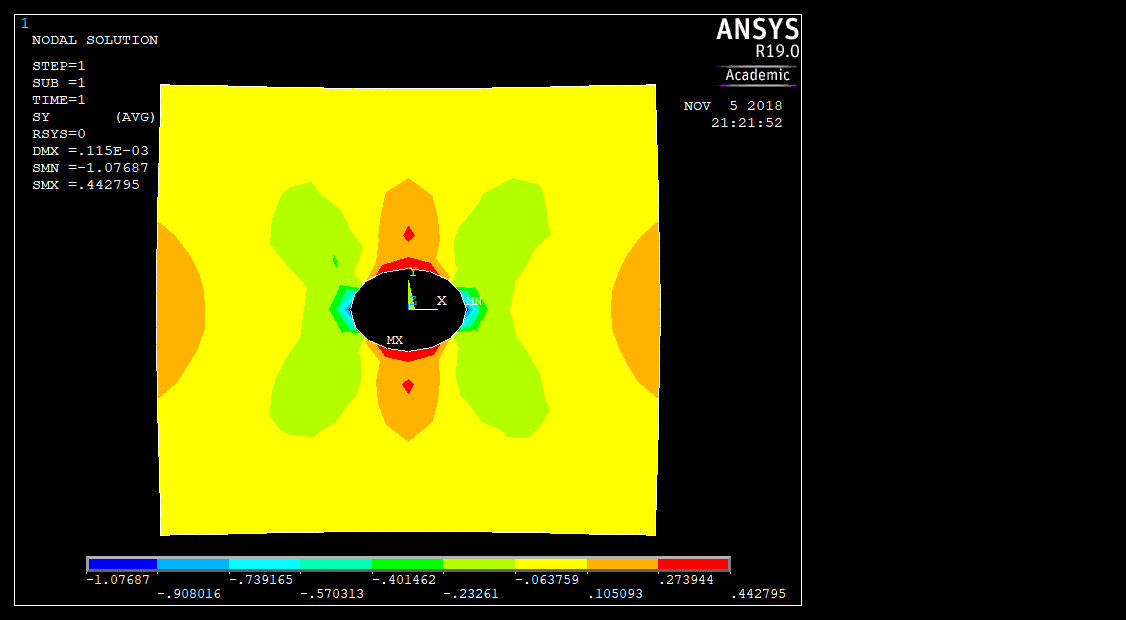 1
NODAL SOLUTION
STEP=1
SUB =1
TIME=1
SY (AVG)
RSYS=0
DMX =.115E-03
SMN =-1.07687
SMX =.442795
ANSYS
R19.0
Academic
NOV 5 2018
21:21:52
Y
Z X MN
MX
-1.07687 -.739165 -.401462 -.063759 .273944
-.908016 -.570313 -.23261 .105093 .442795